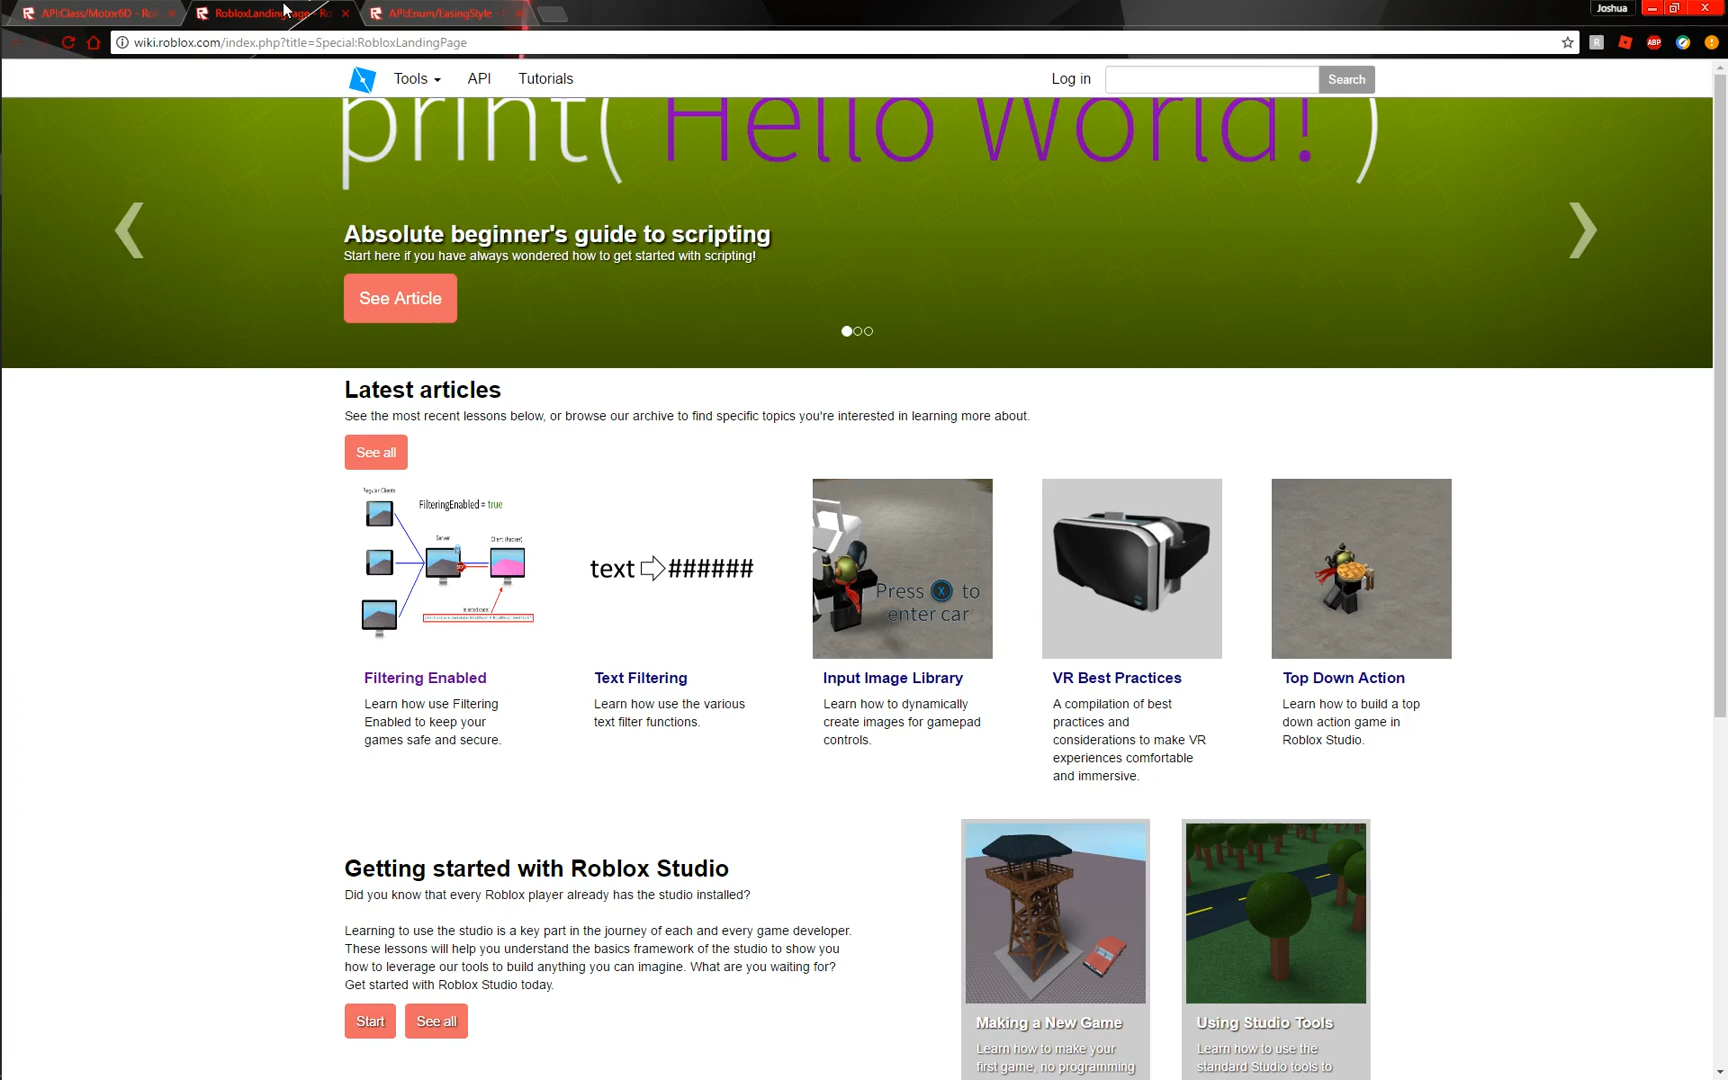 API:Class/Motor6D - Ro
RobloxLandingPage - Ro
API:Enum/EasingStyle -
Joshua
wiki.roblox.com/index.php?title=Special:RobloxLandingPage
ABP
Tools
API
Tutorials
Log in
Search
print( Hello World! )
Absolute beginner's guide to scripting
Start here if you have always wondered how to get started with scripting!
See Article
Latest articles
See the most recent lessons below, or browse our archive to find specific topics you're interested in learning more about.
See all
Regular Clients
FilteringEnabled = true
Server
Client (hacker)
text ######
Press X to
enter car
Filtering Enabled
Learn how use Filtering
Enabled to keep your
games safe and secure.
Text Filtering
Learn how use the various
text filter functions.
Input Image Library
Learn how to dynamically
create images for gamepad
controls.
VR Best Practices
A compilation of best
practices and
considerations to make VR
experiences comfortable
and immersive.
Top Down Action
Learn how to build a top
down action game in
Roblox Studio.
Getting started with Roblox Studio
Did you know that every Roblox player already has the studio installed?
Learning to use the studio is a key part in the journey of each and every game developer.
These lessons will help you understand the basics framework of the studio to show you
how to leverage our tools to build anything you can imagine. What are you waiting for?
Get started with Roblox Studio today.
Start
See all
Making a New Game
Learn how to make your
first game, no programming
Using Studio Tools
Learn how to use the
standard Studio tools to